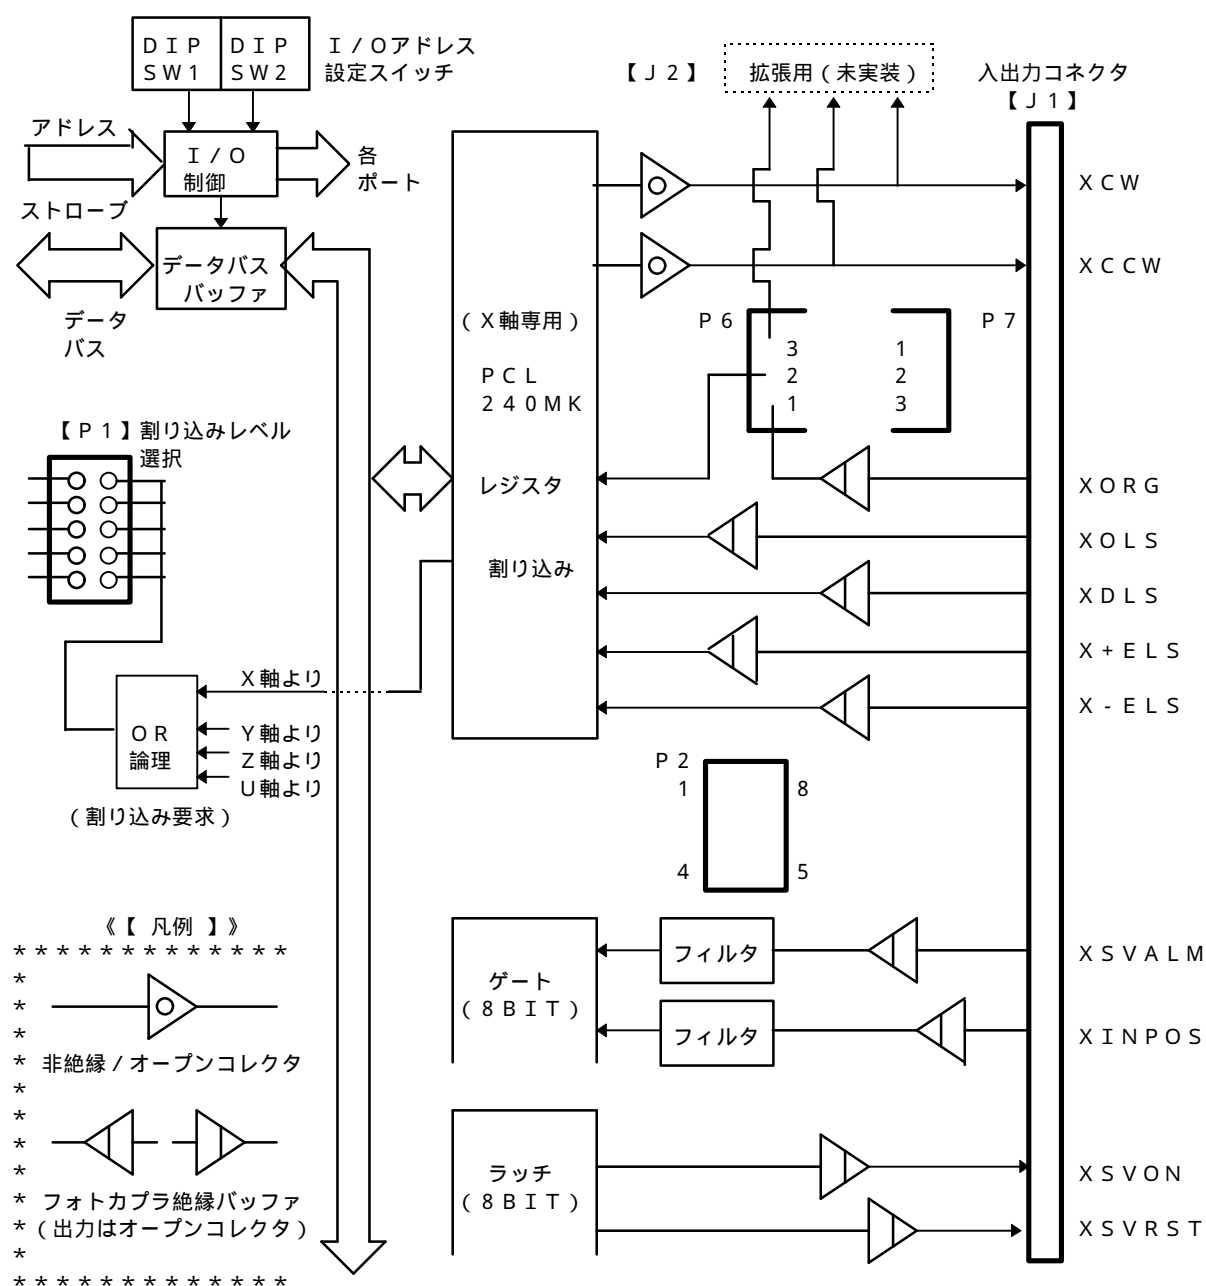 DIP SW1
DIP SW2
I/Oアドレス
設定スイッチ
【J2】
拡張用(未実装)
入出力コネクタ
【J1】
アドレス
I/O
制御
各
ポート
ストローブ
データバス
バッファ
データ
バス
XCW
XCCW
(X軸専用)
PCL
240MK
P6
3
2
1
P7
1
2
3
【P1】割り込みレベル
選択
レジスタ
割り込み
XORG
XOLS
XDLS
X+ELS
X-ELS
OR
論理
X軸より
Y軸より
Z軸より
U軸より
(割り込み要求)
P2
1
8
4
5
《【 凡例 】》
*************
*
*
*
* 非絶縁/オープンコレクタ
*
*
*
*
* フォトカプラ絶縁バッファ
*(出力はオープンコレクタ)
*
*************
ゲート
(8BIT)
フィルタ
フィルタ
XSVALM
XINPOS
ラッチ
(8BIT)
XSVON
XSVRST